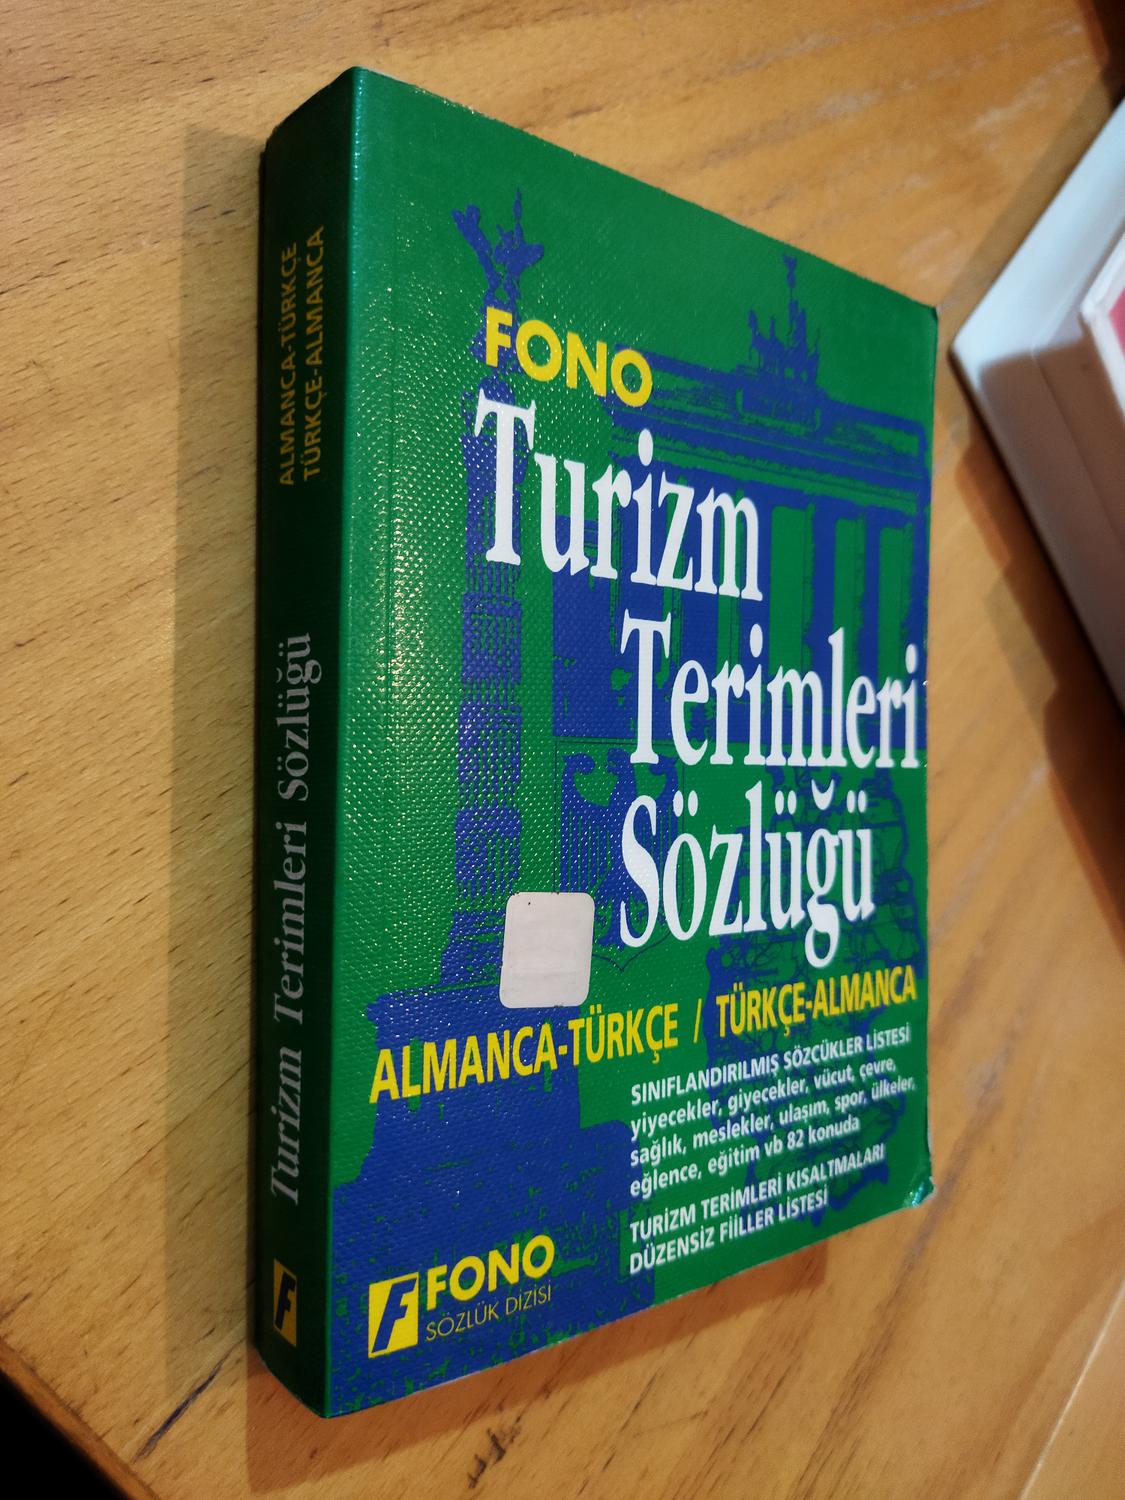 ALMANCA-TÜRKÇE
TÜRKÇE-ALMANCA
Turizm Terimleri Sözlüğü
F
FONO
Turizm
Terimleri
Sözlüğü
ALMANCA-TÜRKÇE / TÜRKÇE-ALMANCA
SINIFLANDIRILMIŞ SÖZCÜKLER LİSTESİ
yiyecekler, giyecekler, vücut, çevre,
sağlık, meslekler, ulaşım, spor, ülkeler,
eğlence, eğitim vb 82 konuda
TURİZM TERİMLERİ KISALTMALARI
DÜZENSİZ FİİLLER LİSTESİ
F FONO
SÖZLÜK DİZİSİ